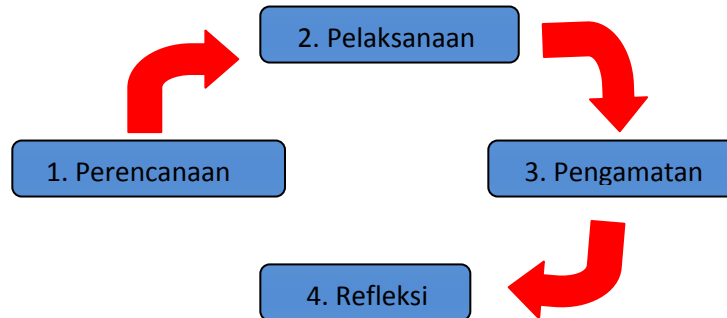 2. Pelaksanaan
1. Perencanaan
3. Pengamatan
4. Refleksi